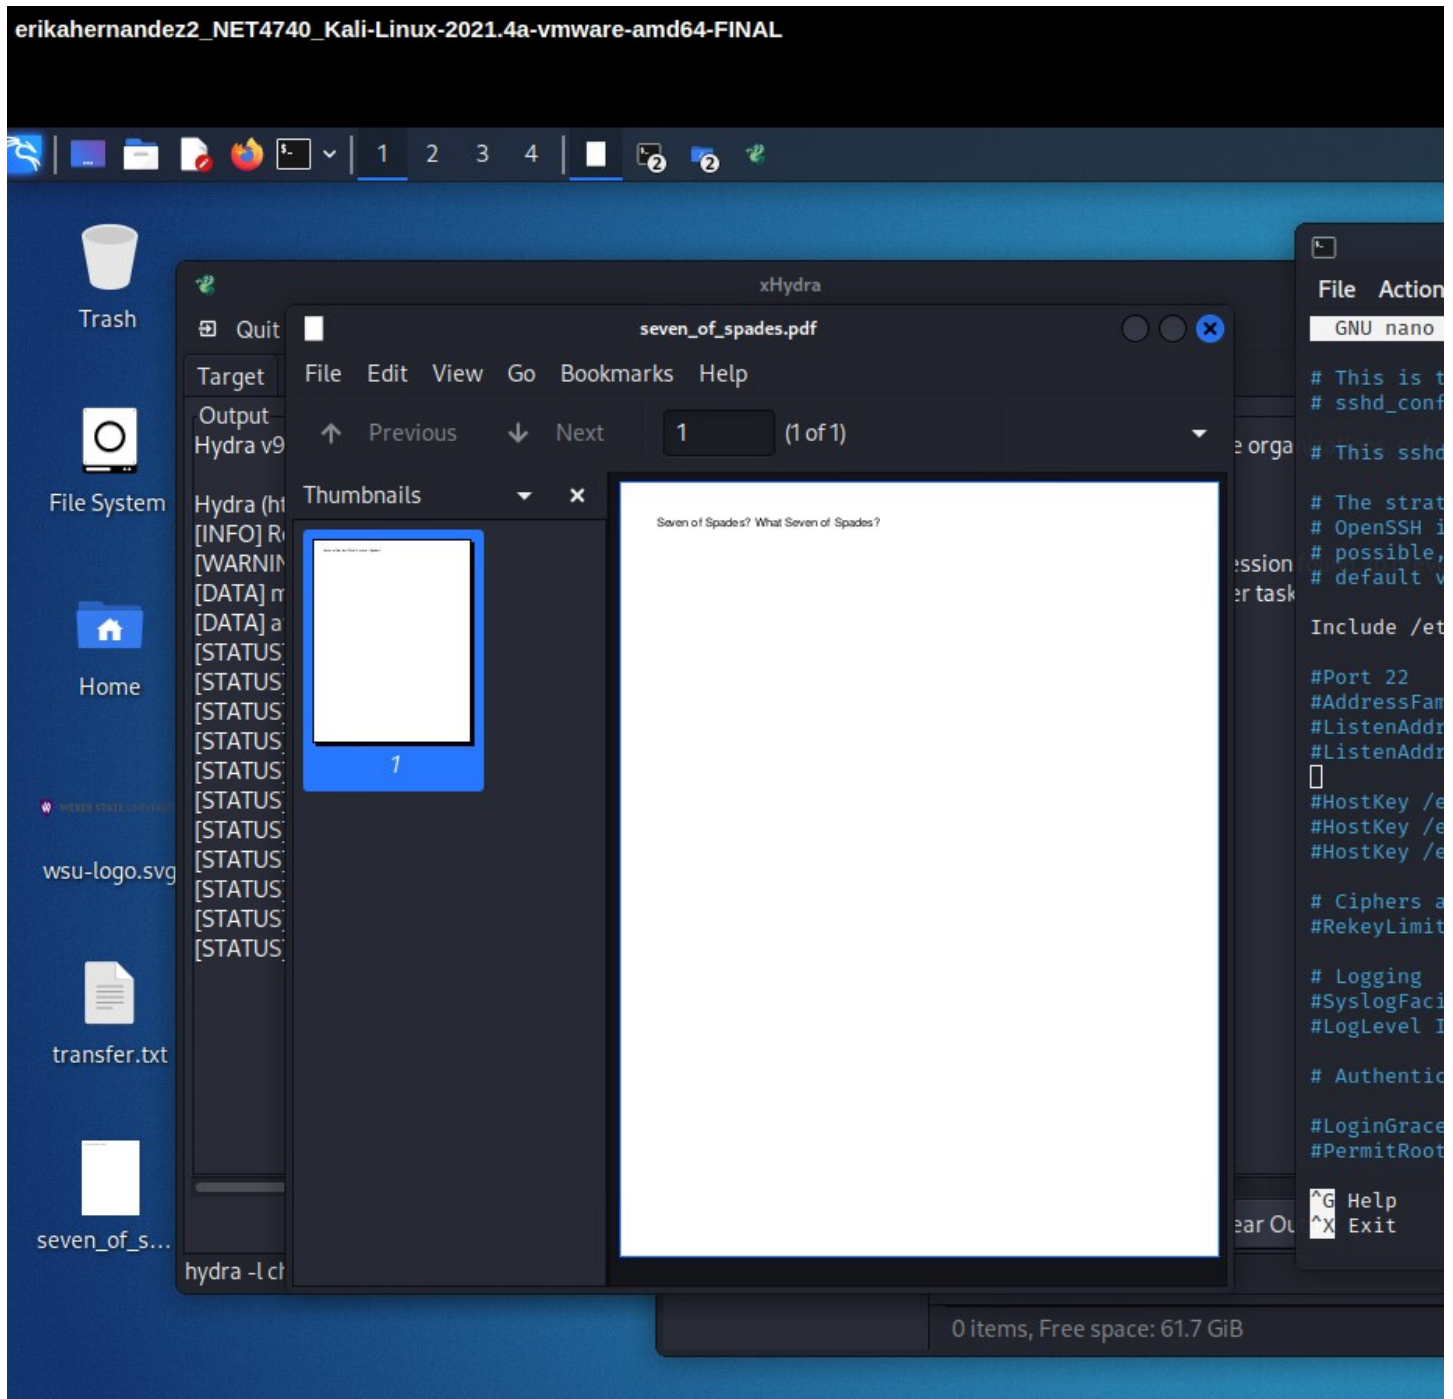 erikahernandez2_NET4740_Kali-Linux-2021.4a-vmware-amd64-FINAL
1 2 3 4
2
2
Trash
File System
Home
WEBER STATE UNIVERSITY
wsu-logo.svg
transfer.txt
seven_of_s...
xHydra
Quit
Target
Output
Hydra v9
Hydra (ht
[INFO] Re
[WARNIN
[DATA] m
[DATA] a
[STATUS]
[STATUS]
[STATUS]
[STATUS]
[STATUS]
[STATUS]
[STATUS]
[STATUS]
[STATUS]
[STATUS]
[STATUS]
hydra -l ch
e orga
ession
er task
ear Ou
seven_of_spades.pdf
File Edit View Go Bookmarks Help
Previous Next 1 (1 of 1)
Thumbnails
1
Seven of Spades? What Seven of Spades?
0 items, Free space: 61.7 GiB
File Action
GNU nano
# This is t
# sshd_conf
# This sshd
# The strat
# OpenSSH i
# possible,
# default v
Include /et
#Port 22
#AddressFam
#ListenAddr
#ListenAddr
#HostKey /e
#HostKey /e
#HostKey /e
# Ciphers a
#RekeyLimit
# Logging
#SyslogFaci
#LogLevel I
# Authentic
#LoginGrace
#PermitRoot
^G Help
^X Exit